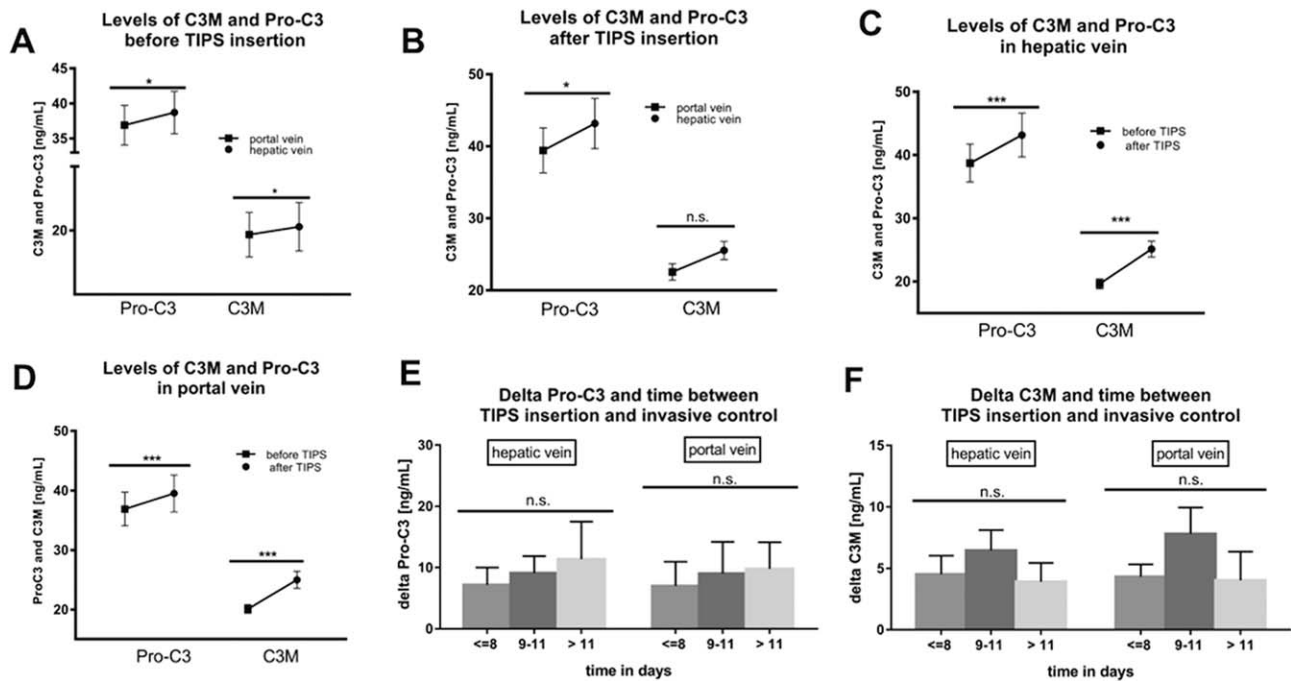 A
Levels of C3M and Pro-C3
before TIPS insertion
C3M and Pro-C3 [ng/mL]
45
40
35
20
*
*
portal vein
hepatic vein
Pro-C3
C3M
B
Levels of C3M and Pro-C3
after TIPS insertion
C3M and Pro-C3 [ng/mL]
50
40
30
20
*
n.s.
portal vein
hepatic vein
Pro-C3
C3M
C
Levels of C3M and Pro-C3
in hepatic vein
C3M and Pro-C3 [ng/mL]
50
40
30
20
***
***
before TIPS
after TIPS
Pro-C3
C3M
D
Levels of C3M and Pro-C3
in portal vein
ProC3 and C3M [ng/mL]
50
40
30
20
***
***
before TIPS
after TIPS
Pro-C3
C3M
E
Delta Pro-C3 and time between
TIPS insertion and invasive control
delta Pro-C3 [ng/mL]
30
20
10
0
hepatic vein
portal vein
n.s.
n.s.
<=8 9-11 > 11 <=8 9-11 > 11
time in days
F
Delta C3M and time between
TIPS insertion and invasive control
delta C3M [ng/mL]
15
10
5
0
hepatic vein
portal vein
n.s.
n.s.
<=8 9-11 > 11 <=8 9-11 > 11
time in days